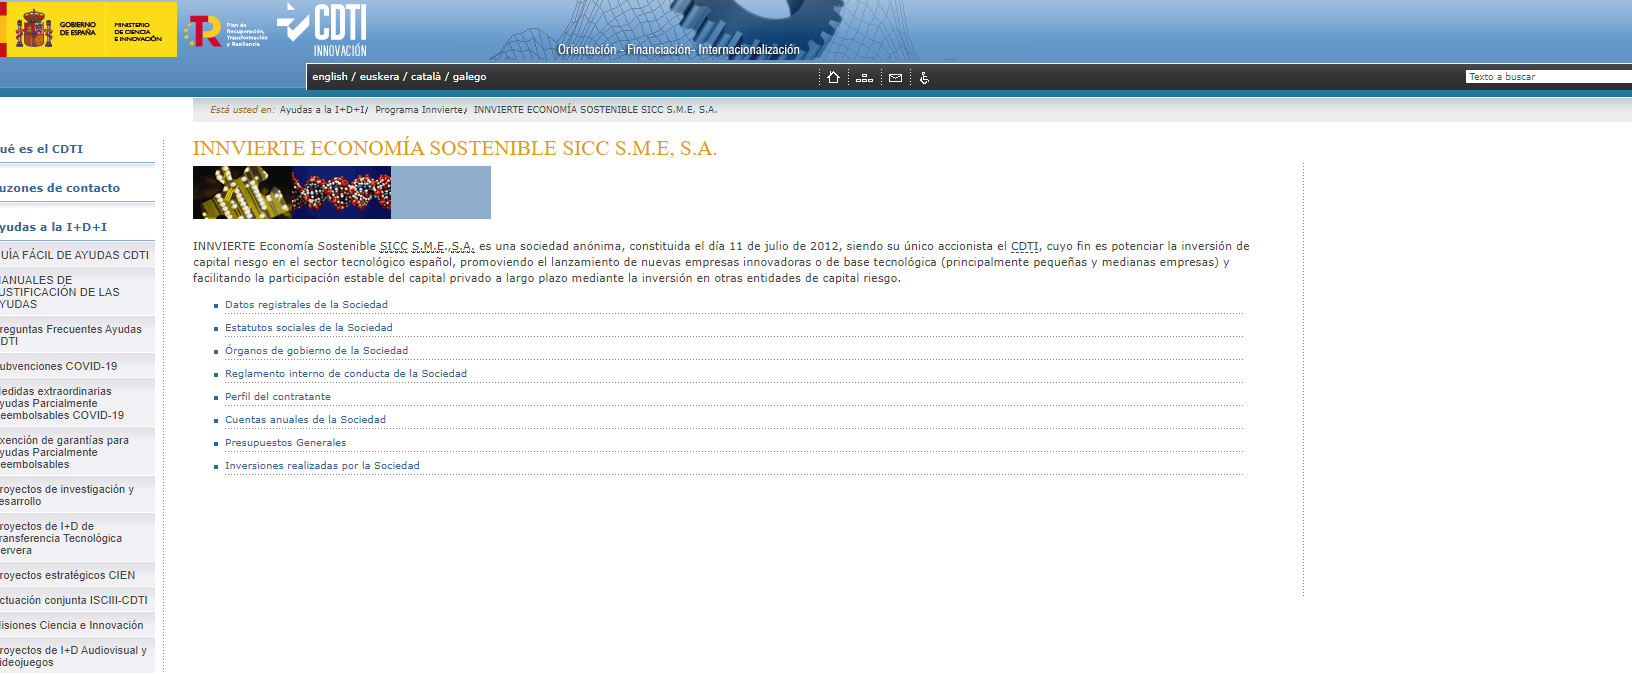 GOBIERNO
DE ESPAÑA
MINISTERIO
DE CIENCIA
E INNOVACIÓN
Plan de
Recuperación,
Transformación
y Resiliencia
CDTI
INNOVACIÓN
Orientación - Financiación- Internacionalización
english / euskera / català / galego
Texto a buscar
Está usted en: Ayudas a la I+D+I/ Programa Innvierte/ INNVIERTE ECONOMÍA SOSTENIBLE SICC S.M.E, S.A.
ué es el CDTI
uzones de contacto
yudas a la I+D+I
UÍA FÁCIL DE AYUDAS CDTI
ANUALES DE
USTIFICACIÓN DE LAS
YUDAS
reguntas Frecuentes Ayudas
DTI
ubvenciones COVID-19
edidas extraordinarias
yudas Parcialmente
eembolsables COVID-19
xención de garantías para
yudas Parcialmente
eembolsables
royectos de investigación y
esarrollo
royectos de I+D de
ransferencia Tecnológica
ervera
royectos estratégicos CIEN
ctuación conjunta ISCIII-CDTI
isiones Ciencia e Innovación
royectos de I+D Audiovisual y
ideojuegos
INNVIERTE ECONOMÍA SOSTENIBLE SICC S.M.E, S.A.
INNVIERTE Economía Sostenible SICC S.M.E.,S.A. es una sociedad anónima, constituida el día 11 de julio de 2012, siendo su único accionista el CDTI, cuyo fin es potenciar la inversión de
capital riesgo en el sector tecnológico español, promoviendo el lanzamiento de nuevas empresas innovadoras o de base tecnológica (principalmente pequeñas y medianas empresas) y
facilitando la participación estable del capital privado a largo plazo mediante la inversión en otras entidades de capital riesgo.
Datos registrales de la Sociedad
Estatutos sociales de la Sociedad
Órganos de gobierno de la Sociedad
Reglamento interno de conducta de la Sociedad
Perfil del contratante
Cuentas anuales de la Sociedad
Presupuestos Generales
Inversiones realizadas por la Sociedad